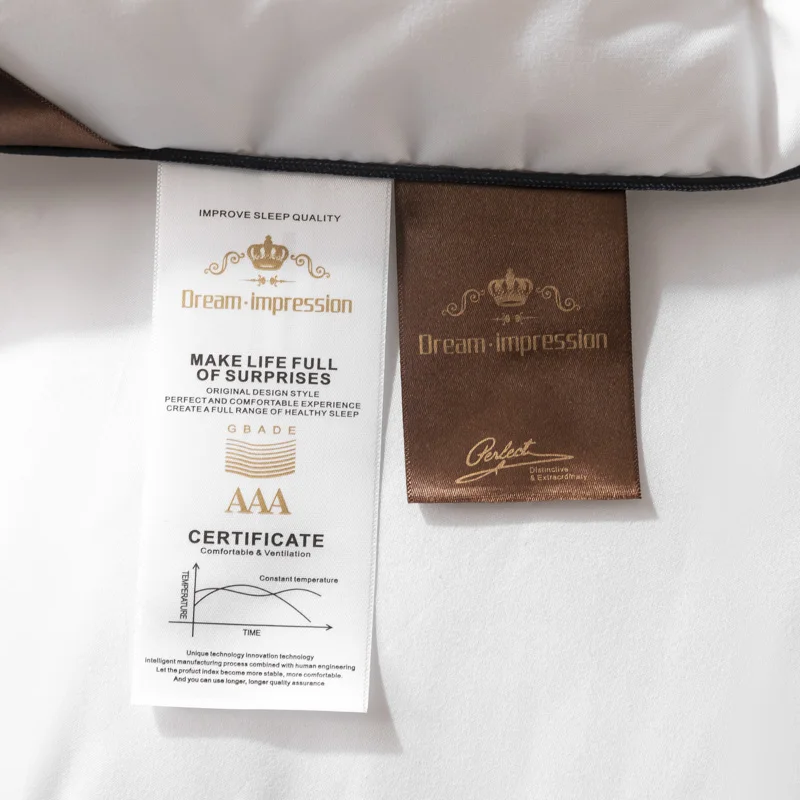 IMPROVE SLEEP QUALITY
Dream·impression
MAKE LIFE FULL
OF SURPRISES
ORIGINAL DESIGN STYLE
PERFECT AND COMFORTABLE EXPERIENCE
CREATE A FULL RANGE OF HEALTHY SLEEP
GBADE
AAA
CERTIFICATE
Comfortable & Ventilation
Constant temperature
TEMPERATURE
TIME
Unique technology innovation technology
Intelligent manufacturing process combined with human engineering
Let the product index become more stable, more comfortable.
And you can use longer, longer quality assurance
Dream·impression
Perfect
Distinctive
& Extraordinary